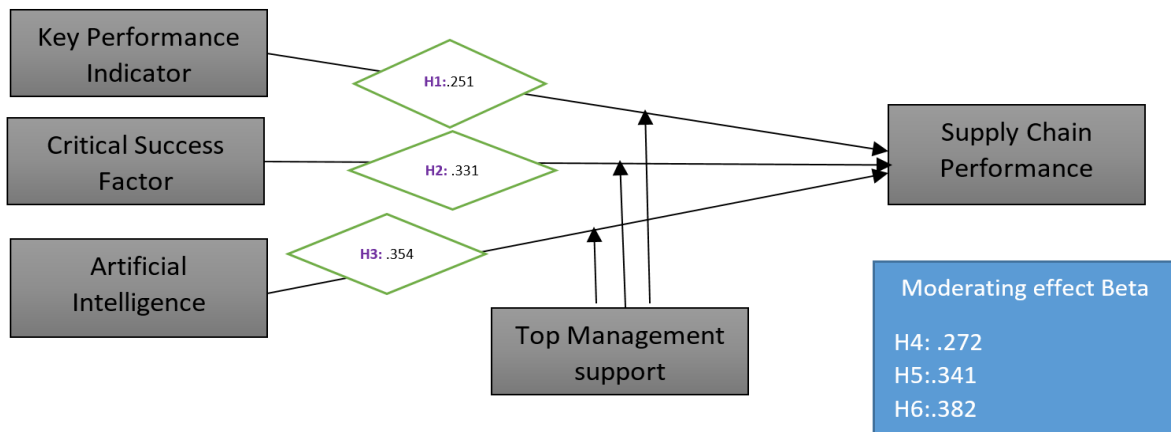 Key Performance
Indicator
H1:.251
Critical Success
Factor
H2: .331
Supply Chain
Performance
Artificial
Intelligence
H3: .354
Top Management
support
Moderating effect Beta
H4: .272
H5:.341
H6:.382